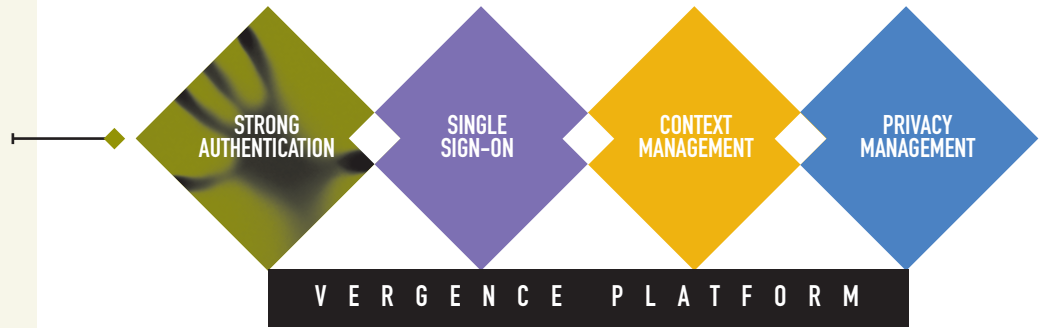 STRONG
AUTHENTICATION
SINGLE
SIGN-ON
CONTEXT
MANAGEMENT
PRIVACY
MANAGEMENT
VERGENCE PLATFORM